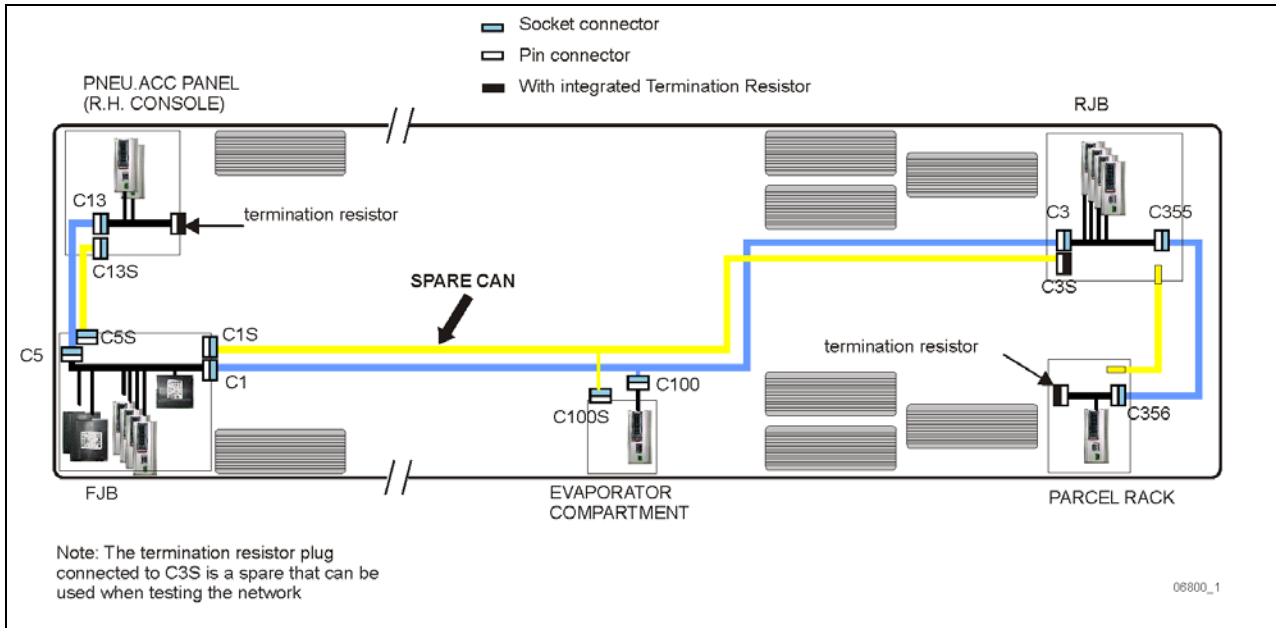 Socket connector
Pin connector
With integrated Termination Resistor
PNEU.ACC PANEL
(R.H. CONSOLE)
RJB
C13
termination resistor
C3
C355
C13S
C3S
SPARE CAN
C5S
C1S
C5
termination resistor
C1
C100
C100S
C356
FJB
EVAPORATOR
COMPARTMENT
PARCEL RACK
Note: The termination resistor plug
connected to C3S is a spare that can be
used when testing the network
06800_1